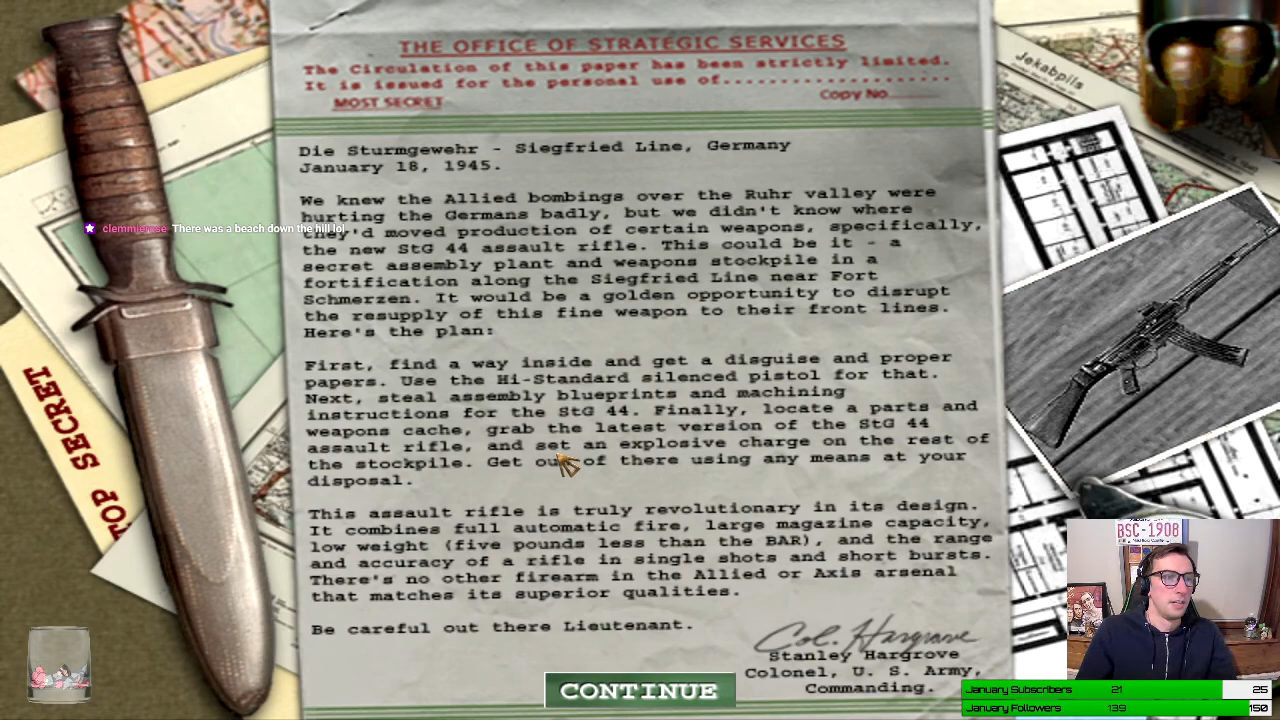 THE OFFICE OF STRATEGIC SERVICES
The Circulation of this paper has been strictly limited.
It is issued for the personal use of....................
MOST SECRET
Copy No.......
Jekabpils
Die Sturmgewehr - Siegfried Line, Germany
January 18, 1945.
We knew the Allied bombings over the Ruhr valley were
hurting the Germans badly, but we didn't know where
clemmierose There was a beach down the hill lol
they'd moved production of certain weapons, specifically,
the new StG 44 assault rifle. This could be it - a
secret assembly plant and weapons stockpile in a
fortification along the Siegfried Line near Fort
Schmerzen. It would be a golden opportunity to disrupt
the resupply of this fine weapon to their front lines.
Here's the plan:
First, find a way inside and get a disguise and proper
papers. Use the Hi-Standard silenced pistol for that.
Next, steal assembly blueprints and machining
instructions for the StG 44. Finally, locate a parts and
weapons cache, grab the latest version of the StG 44
assault rifle, and set an explosive charge on the rest of
the stockpile. Get out of there using any means at your
disposal.
TOP SECRET
This assault rifle is truly revolutionary in its design.
It combines full automatic fire, large magazine capacity,
low weight (five pounds less than the BAR), and the range
and accuracy of a rifle in single shots and short bursts.
There's no other firearm in the Allied or Axis arsenal
that matches its superior qualities.
BSC-1908
Be careful out there Lieutenant.
Col. Hargrove
Stanley Hargrove
Colonel, U. S. Army,
Commanding.
CONTINUE
January Subscribers 21 25
January Followers 139 150